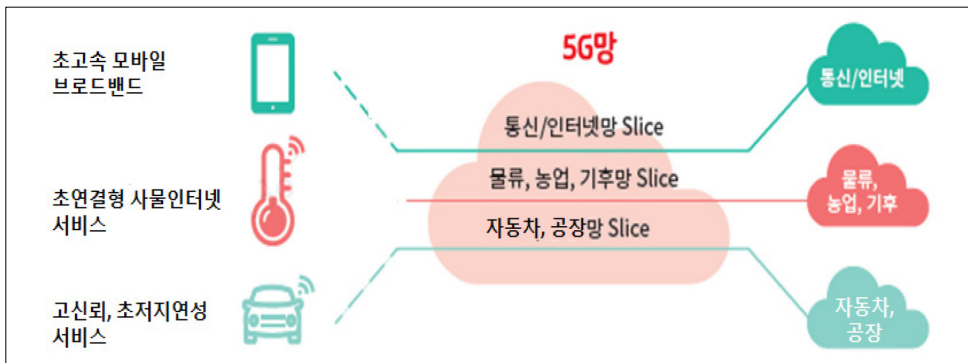 5G망
초고속 모바일
브로드밴드
통신/인터넷망 Slice
통신/인터넷
초연결형 사물인터넷
서비스
물류, 농업, 기후망 Slice
물류,
농업, 기후
고신뢰, 초저지연성
서비스
자동차, 공장망 Slice
자동차,
공장